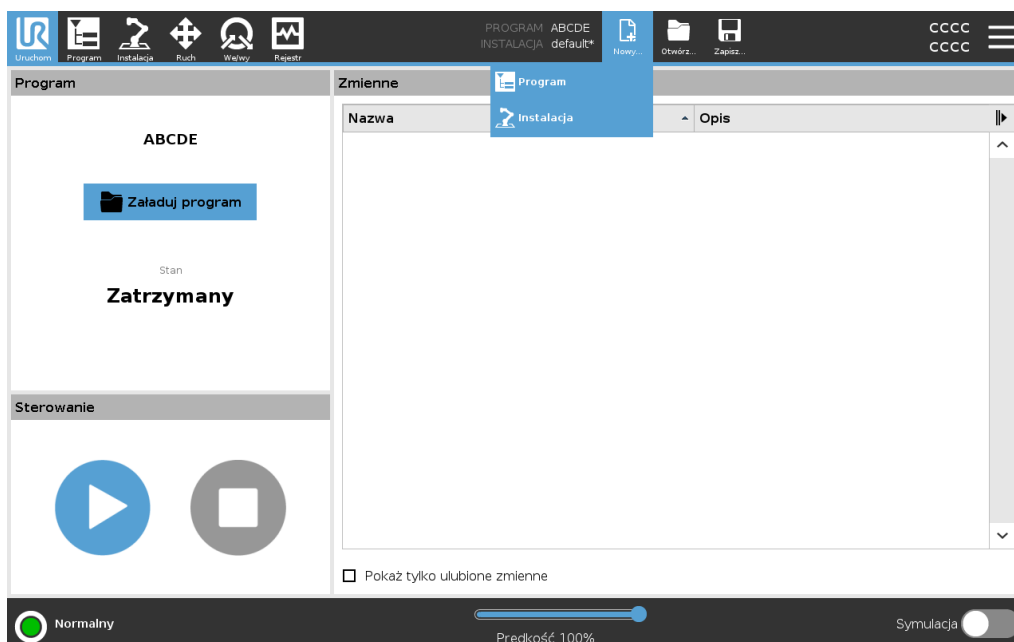 UR
Uruchom
Program
Instalacja
Ruch
We/wy
Rejestr
PROGRAM ABCDE
INSTALACJA default*
Nowy...
Otwórz...
Zapisz...
CCCC
CCCC
Program
Instalacja
Program
ABCDE
Załaduj program
Stan
Zatrzymany
Sterowanie
Zmienne
Nazwa
Opis
Pokaż tylko ulubione zmienne
Normalny
Prędkość 100%
Symulacja